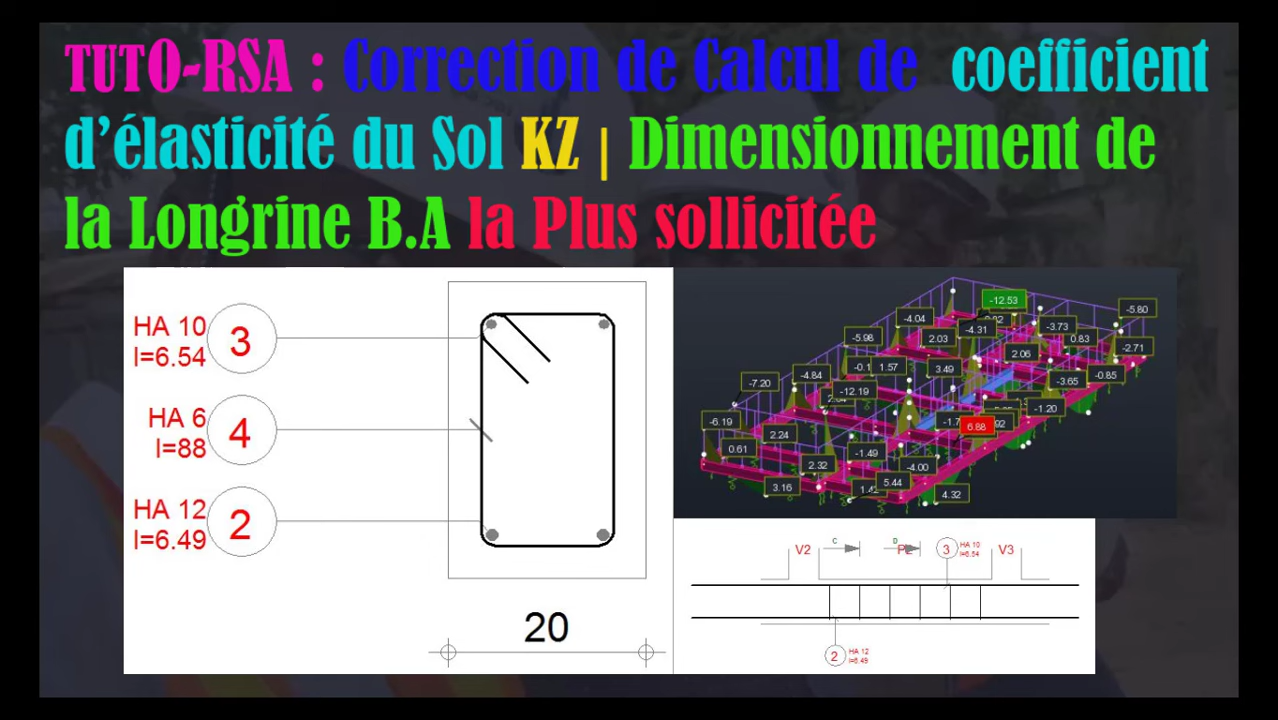 TUTO-RSA : Correction de Calcul de coefficient
d’élasticité du Sol KZ | Dimensionnement de
la Longrine B.A la Plus sollicitée
HA 10
l=6.54
3
HA 6
l=88
4
HA 12
l=6.49
2
20
-12.53
-5.80
-4.04
-4.31
-3.73
0.83
-5.98
2.03
-2.71
2.06
1.57
3.49
-0.85
-4.84
-3.65
-7.20
-12.19
-1.20
-6.19
6.88
2.24
0.61
-1.49
2.32
-4.00
3.16
5.44
4.32
V2
C
D
3
HA 10
l=6.54
V3
2
HA 12
l=6.49